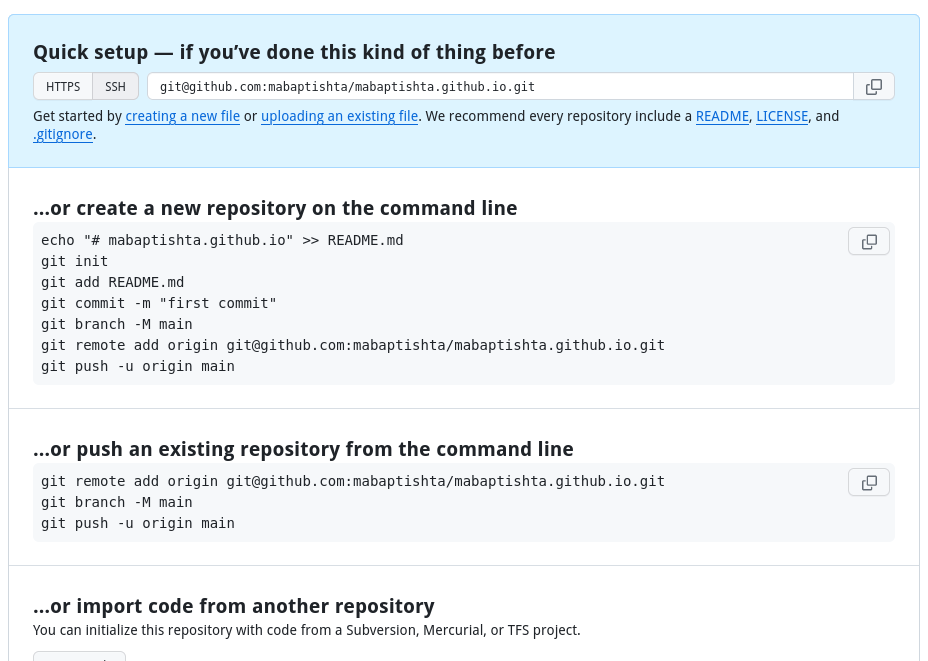 Quick setup — if you’ve done this kind of thing before
HTTPS SSH git@github.com:mabaptishta/mabaptishta.github.io.git
Get started by creating a new file or uploading an existing file. We recommend every repository include a README, LICENSE, and
.gitignore.
…or create a new repository on the command line
echo "# mabaptishta.github.io" >> README.md
git init
git add README.md
git commit -m "first commit"
git branch -M main
git remote add origin git@github.com:mabaptishta/mabaptishta.github.io.git
git push -u origin main
…or push an existing repository from the command line
git remote add origin git@github.com:mabaptishta/mabaptishta.github.io.git
git branch -M main
git push -u origin main
…or import code from another repository
You can initialize this repository with code from a Subversion, Mercurial, or TFS project.